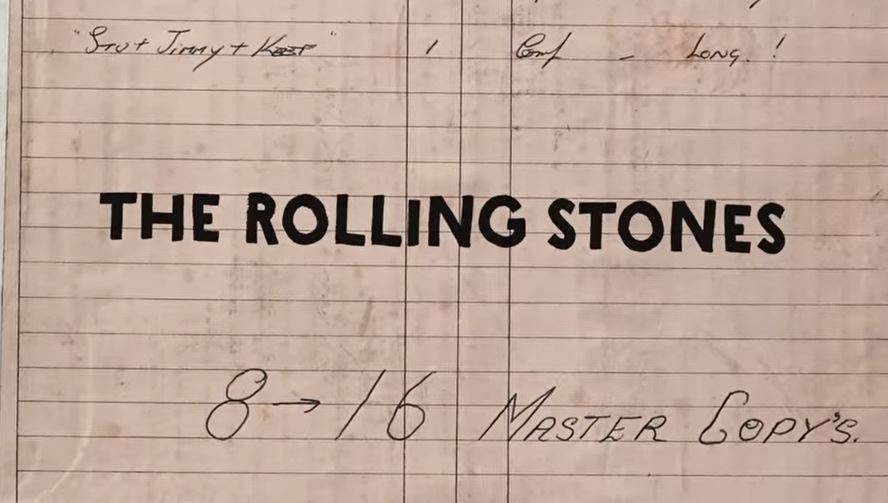 "Stu + Jimmy + Keef" 1 Comp - Long. !
THE ROLLING STONES
8 → 16 Master Copy's.